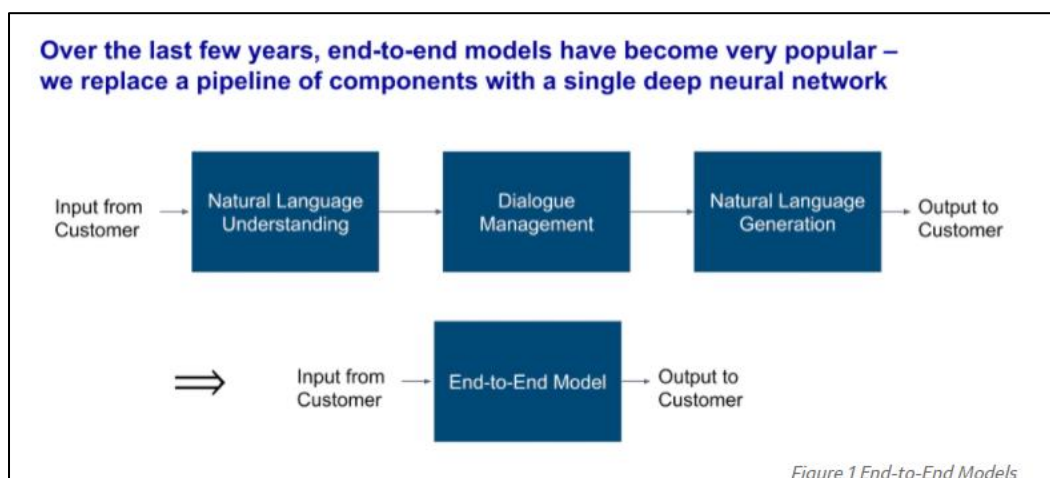 Over the last few years, end-to-end models have become very popular –
we replace a pipeline of components with a single deep neural network
Input from
Customer
Natural Language
Understanding
Dialogue
Management
Natural Language
Generation
Output to
Customer
⇒
Input from
Customer
End-to-End Model
Output to
Customer
Figure 1 End-to-End Models